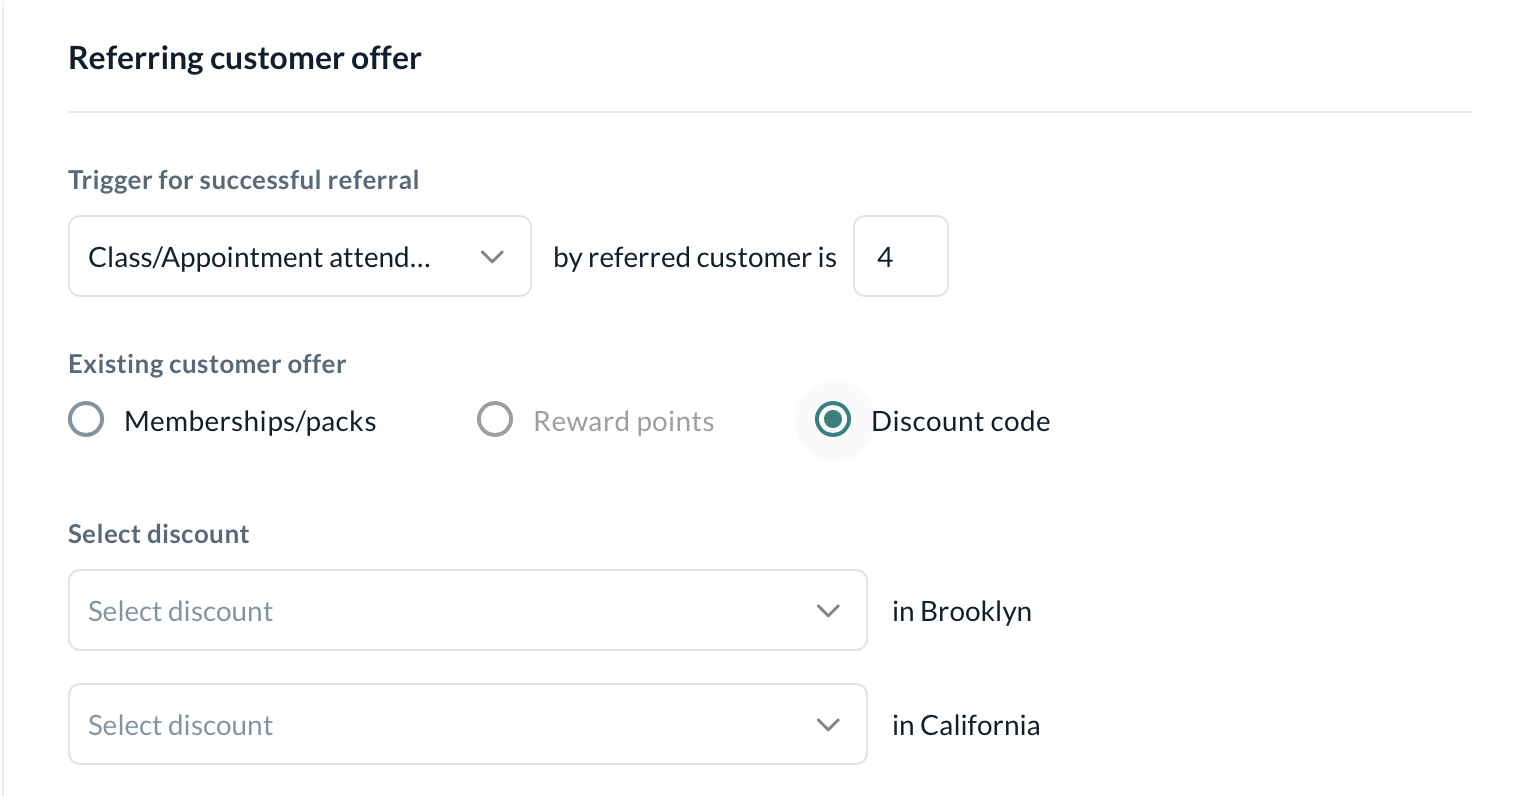 Referring customer offer
Trigger for successful referral
Class/Appointment attend... by referred customer is 4
Existing customer offer
Memberships/packs Reward points Discount code
Select discount
Select discount in Brooklyn
Select discount in California